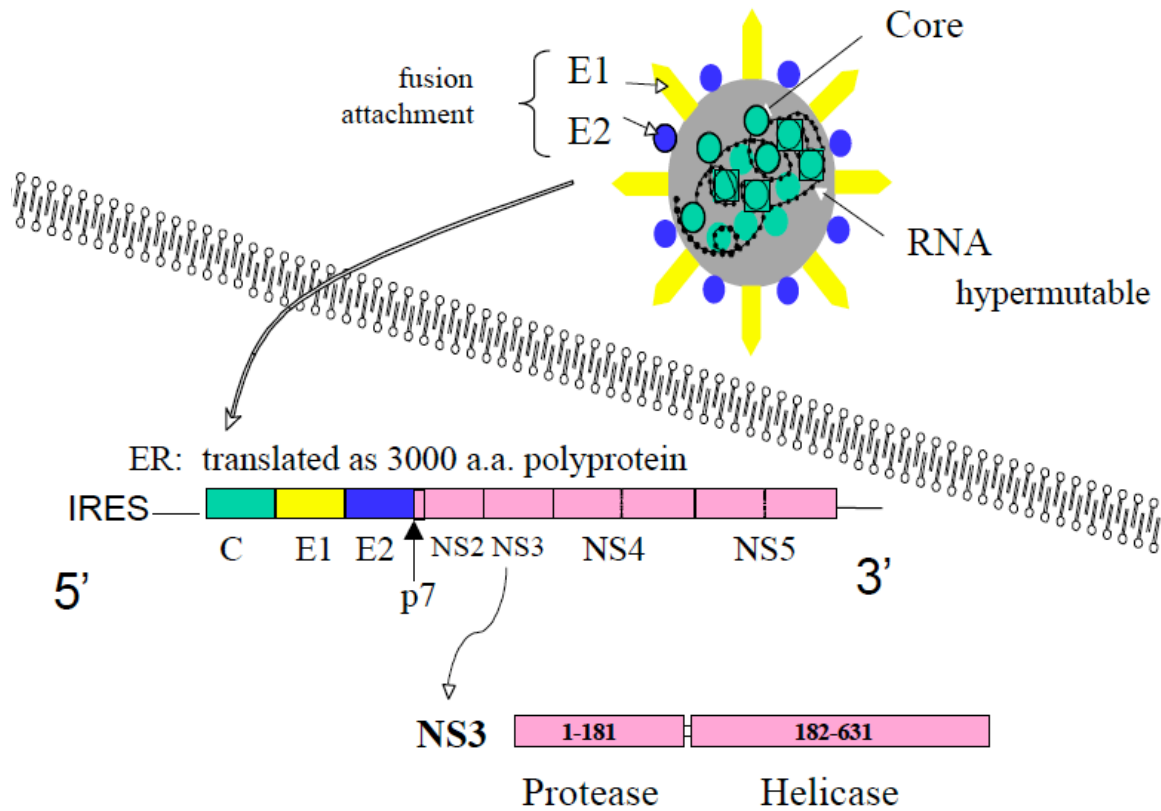 Core
fusion
attachment
E1
E2
RNA
hypermutable
ER: translated as 3000 a.a. polyprotein
IRES
C E1 E2 NS2 NS3 NS4 NS5
5’ p7 3’
NS3 1-181 182-631
Protease Helicase